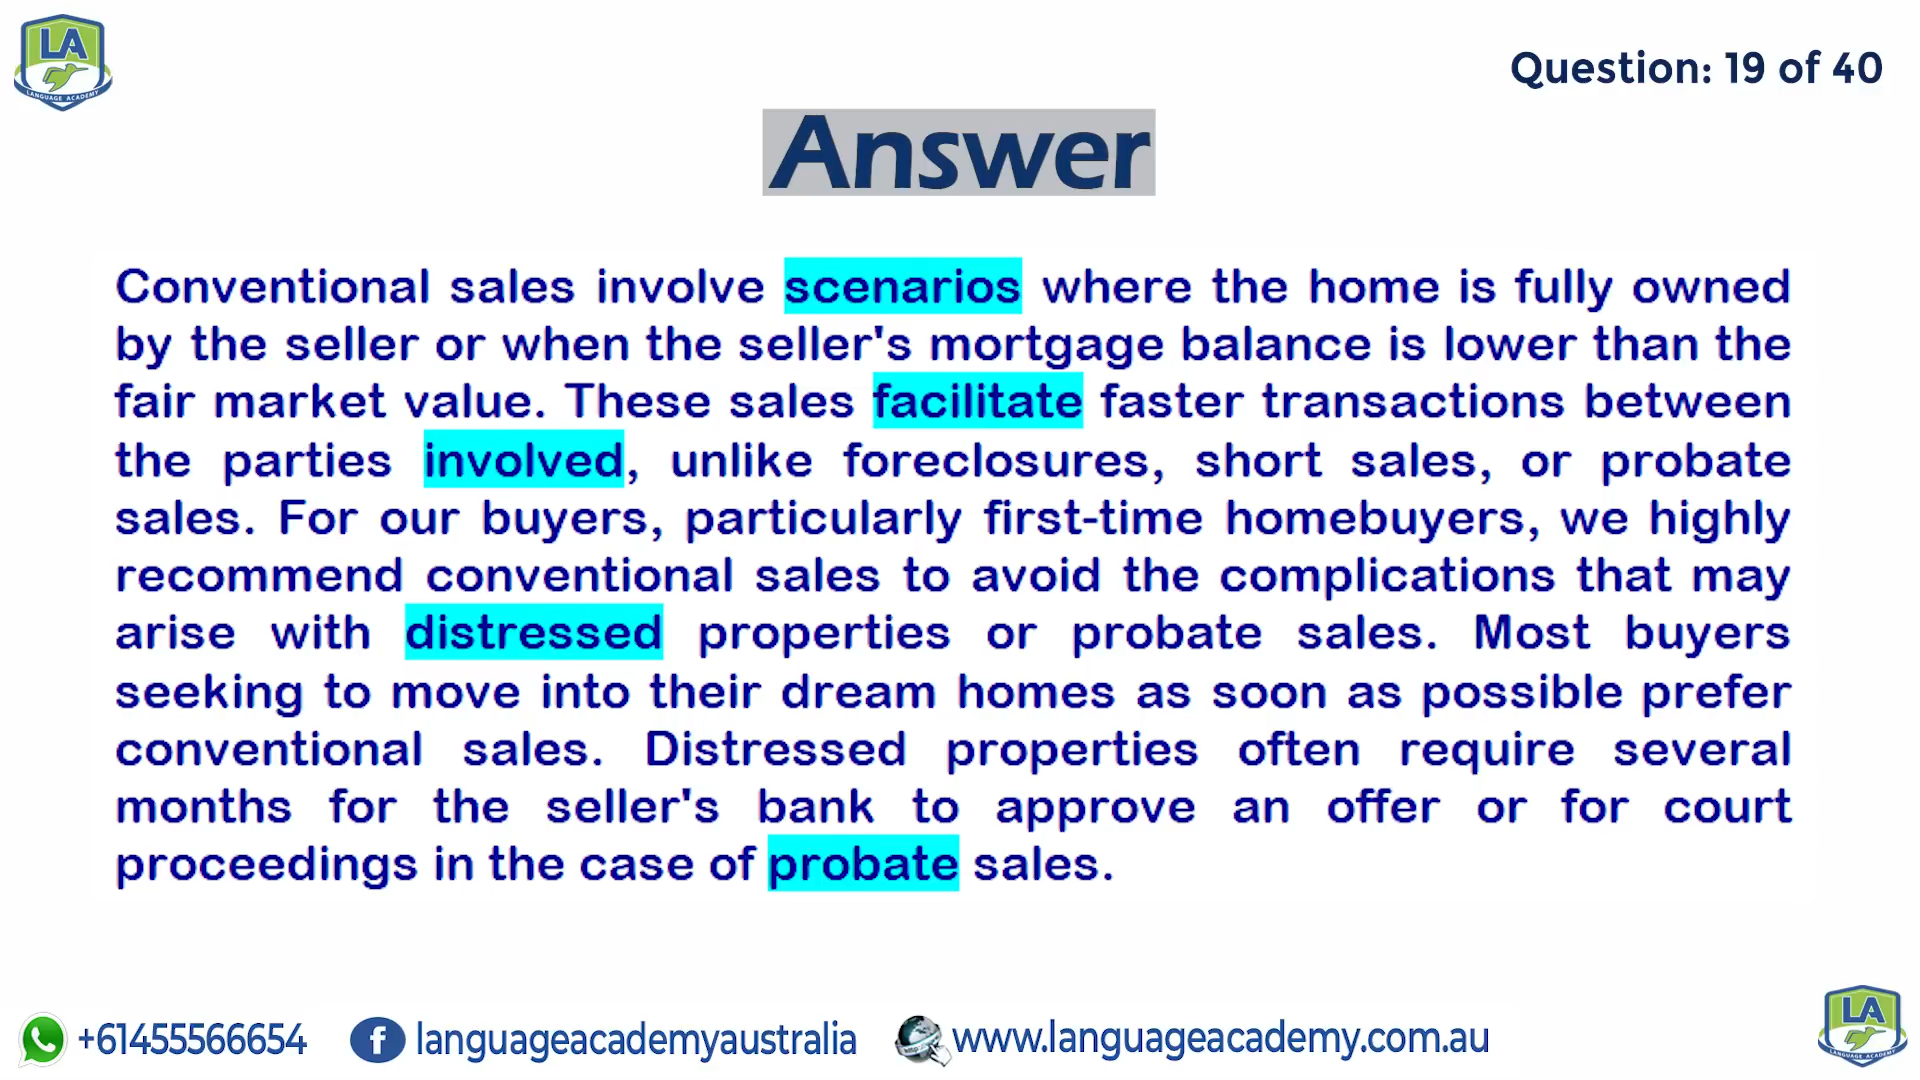 LA
LANGUAGE ACADEMY
Question: 19 of 40
Answer
Conventional sales involve scenarios where the home is fully owned
by the seller or when the seller's mortgage balance is lower than the
fair market value. These sales facilitate faster transactions between
the parties involved, unlike foreclosures, short sales, or probate
sales. For our buyers, particularly first-time homebuyers, we highly
recommend conventional sales to avoid the complications that may
arise with distressed properties or probate sales. Most buyers
seeking to move into their dream homes as soon as possible prefer
conventional sales. Distressed properties often require several
months for the seller's bank to approve an offer or for court
proceedings in the case of probate sales.
+61455566654
f
languageacademyaustralia
http
www.languageacademy.com.au
LA
LANGUAGE ACADEMY